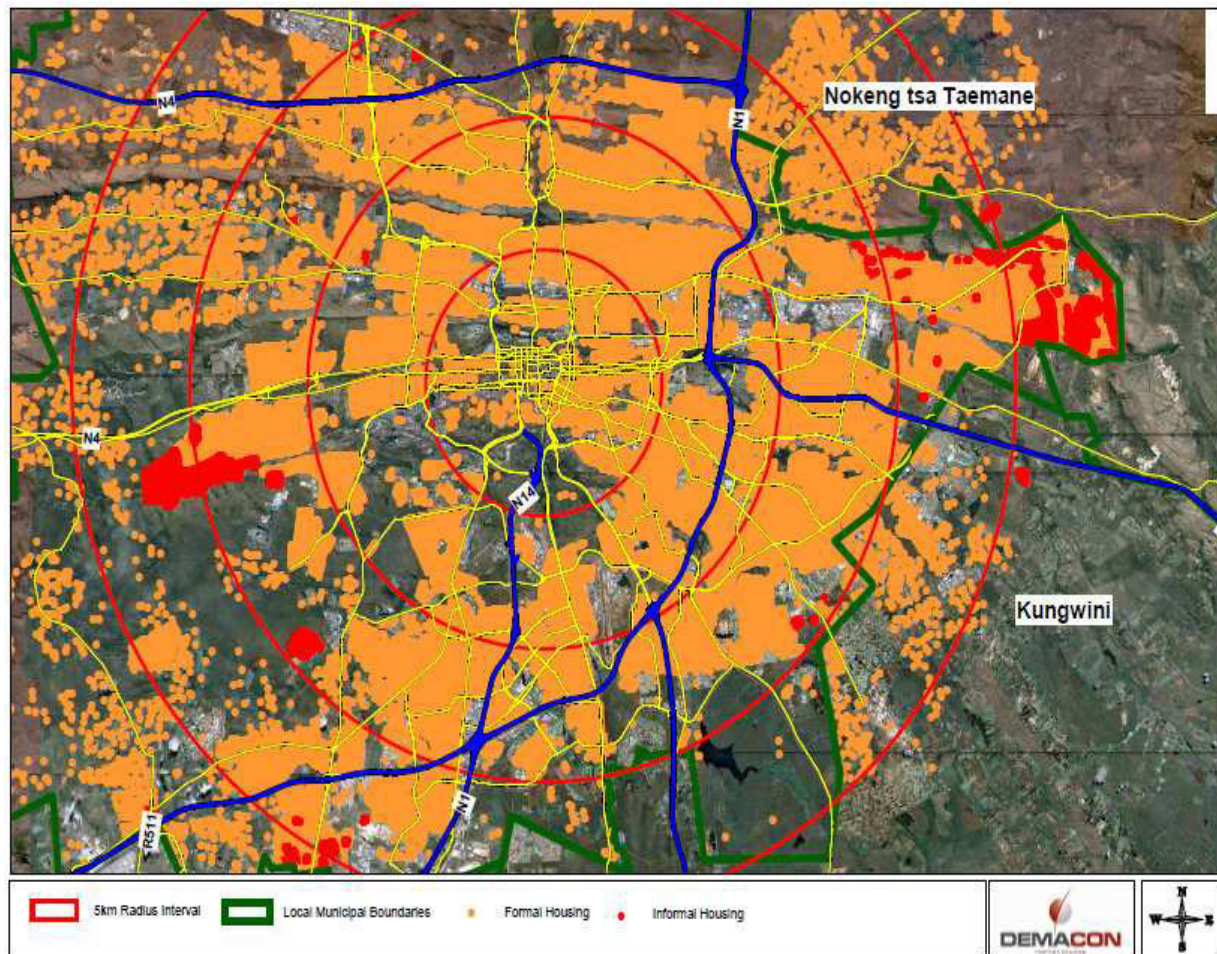 Nokeng tsa Taemane
N4
N1
N4
N14
Kungwini
R511
N1
5km Radius Interval
Local Municipal Boundaries
Formal Housing
Informal Housing
DEMACON
N
W
E
S